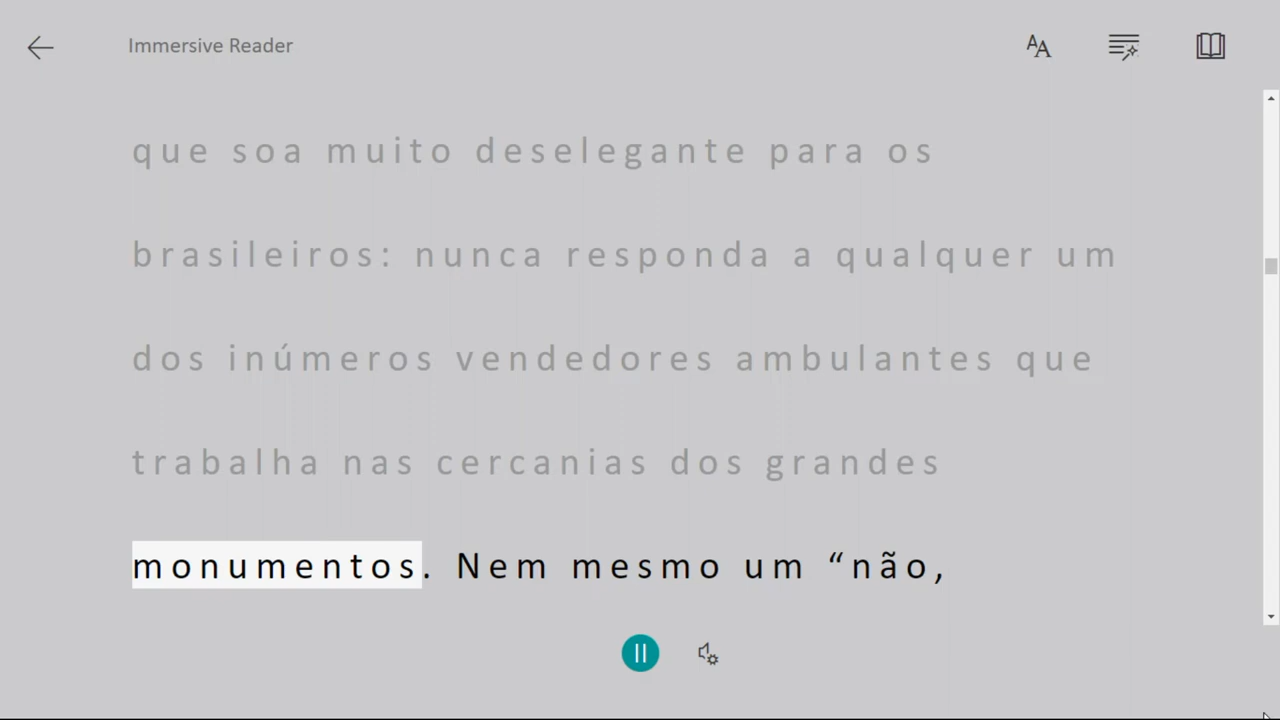 Immersive Reader
que soa muito deselegante para os
brasileiros: nunca responda a qualquer um
dos inúmeros vendedores ambulantes que
trabalha nas cercanias dos grandes
monumentos. Nem mesmo um “não,